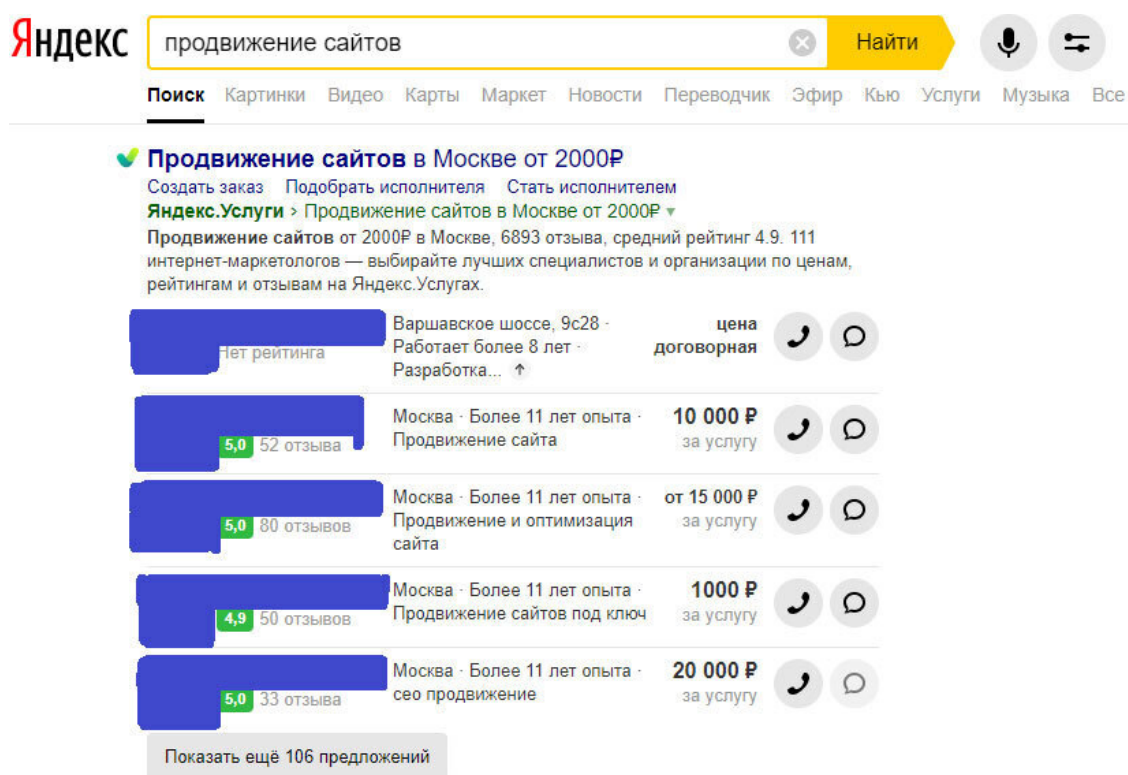 Яндекс
продвижение сайтов
Найти
Поиск Картинки Видео Карты Маркет Новости Переводчик Эфир Кью Услуги Музыка Все
Продвижение сайтов в Москве от 2000₽
Создать заказ Подобрать исполнителя Стать исполнителем
Яндекс.Услуги › Продвижение сайтов в Москве от 2000₽
Продвижение сайтов от 2000₽ в Москве, 6893 отзыва, средний рейтинг 4.9. 111
интернет-маркетологов — выбирайте лучших специалистов и организации по ценам,
рейтингам и отзывам на Яндекс.Услугах.
Нет рейтинга
Варшавское шоссе, 9с28 ·
Работает более 8 лет ·
Разработка...
цена
договорная
5,0 52 отзыва
Москва · Более 11 лет опыта ·
Продвижение сайта
10 000 ₽
за услугу
5,0 80 отзывов
Москва · Более 11 лет опыта ·
Продвижение и оптимизация
сайта
от 15 000 ₽
за услугу
4,9 50 отзывов
Москва · Более 11 лет опыта ·
Продвижение сайтов под ключ
1000 ₽
за услугу
5,0 33 отзыва
Москва · Более 11 лет опыта ·
сео продвижение
20 000 ₽
за услугу
Показать ещё 106 предложений